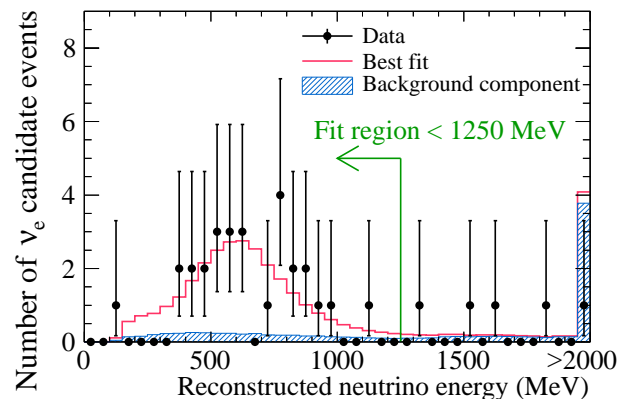 Number of νe candidate events
8
6
4
2
0
Data
Best fit
Background component
Fit region < 1250 MeV
0 500 1000 1500 >2000
Reconstructed neutrino energy (MeV)